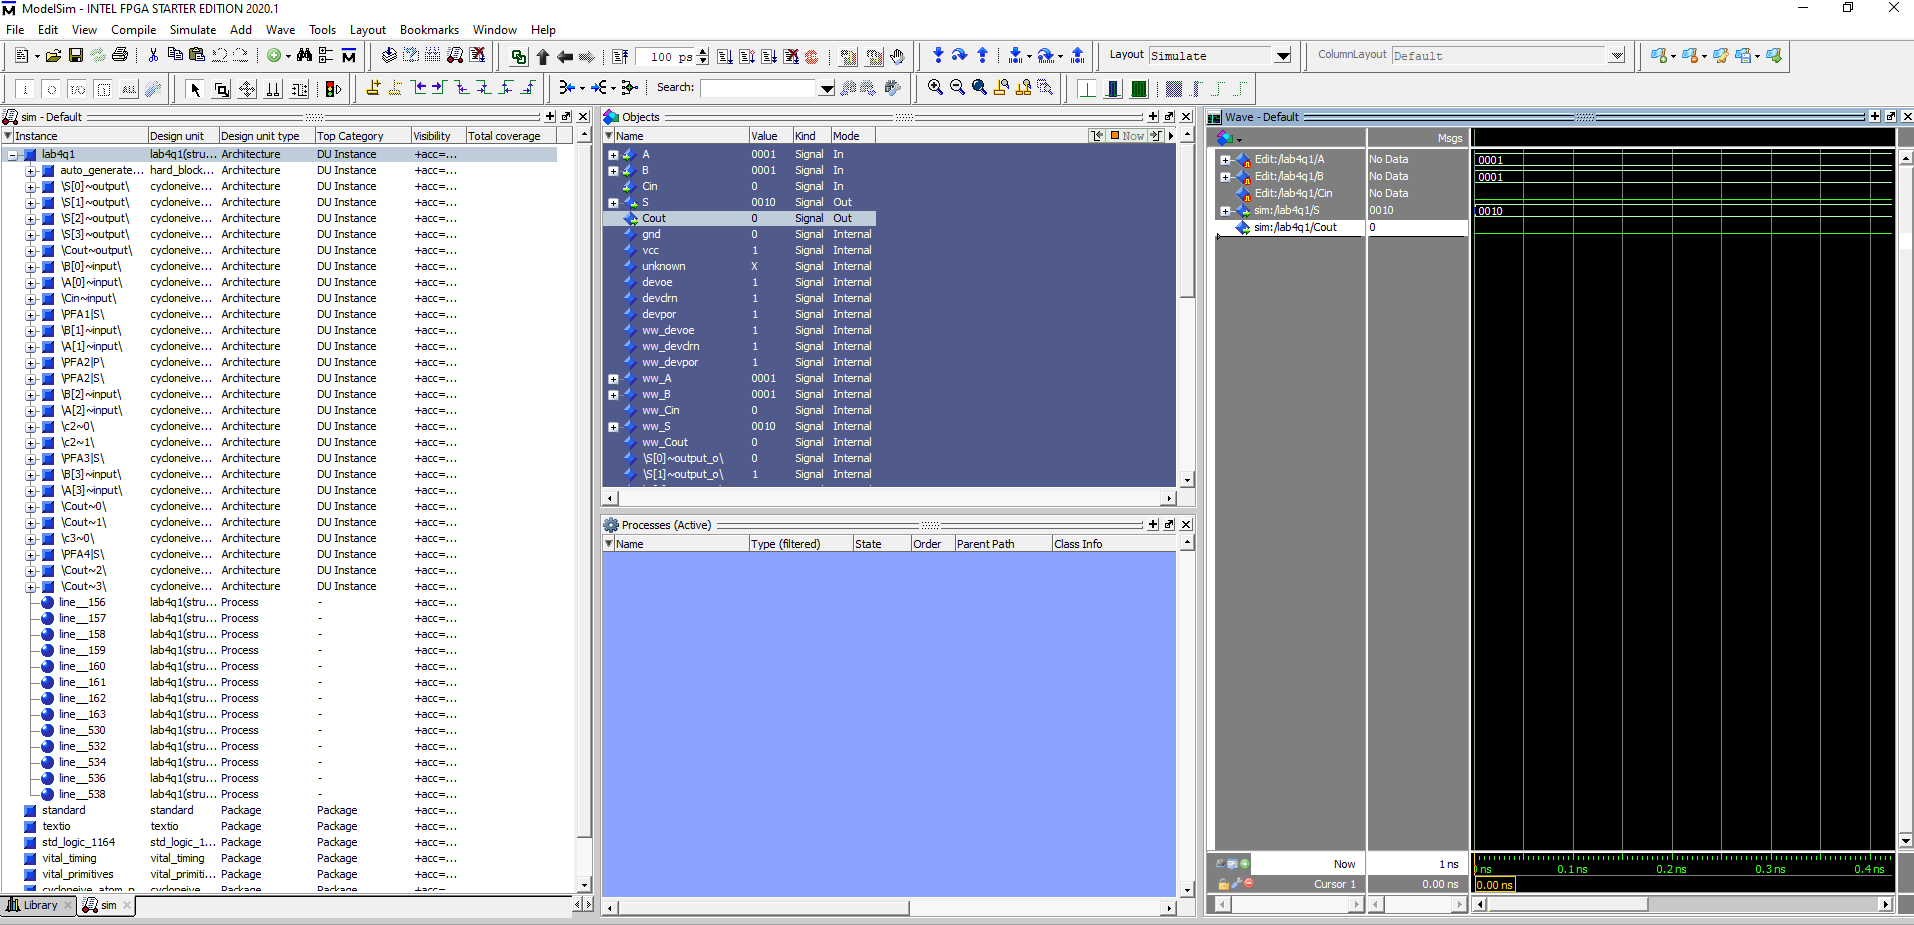 ModelSim - INTEL FPGA STARTER EDITION 2020.1
File Edit View Compile Simulate Add Wave Tools Layout Bookmarks Window Help
100 ps
Layout Simulate
ColumnLayout Default
Search:
sim - Default
Instance Design unit Design unit type Top Category Visibility Total coverage
lab4q1 lab4q1(stru... Architecture DU Instance +acc=...
auto_generate... hard_block... Architecture DU Instance +acc=...
\S[0]~output\ cycloneive... Architecture DU Instance +acc=...
\S[1]~output\ cycloneive... Architecture DU Instance +acc=...
\S[2]~output\ cycloneive... Architecture DU Instance +acc=...
\S[3]~output\ cycloneive... Architecture DU Instance +acc=...
\Cout~output\ cycloneive... Architecture DU Instance +acc=...
\B[0]~input\ cycloneive... Architecture DU Instance +acc=...
\A[0]~input\ cycloneive... Architecture DU Instance +acc=...
\Cin~input\ cycloneive... Architecture DU Instance +acc=...
\PFA1|S\ cycloneive... Architecture DU Instance +acc=...
\B[1]~input\ cycloneive... Architecture DU Instance +acc=...
\A[1]~input\ cycloneive... Architecture DU Instance +acc=...
\PFA2|P\ cycloneive... Architecture DU Instance +acc=...
\PFA2|S\ cycloneive... Architecture DU Instance +acc=...
\B[2]~input\ cycloneive... Architecture DU Instance +acc=...
\A[2]~input\ cycloneive... Architecture DU Instance +acc=...
\c2~0\ cycloneive... Architecture DU Instance +acc=...
\c2~1\ cycloneive... Architecture DU Instance +acc=...
\PFA3|S\ cycloneive... Architecture DU Instance +acc=...
\B[3]~input\ cycloneive... Architecture DU Instance +acc=...
\A[3]~input\ cycloneive... Architecture DU Instance +acc=...
\Cout~0\ cycloneive... Architecture DU Instance +acc=...
\Cout~1\ cycloneive... Architecture DU Instance +acc=...
\c3~0\ cycloneive... Architecture DU Instance +acc=...
\PFA4|S\ cycloneive... Architecture DU Instance +acc=...
\Cout~2\ cycloneive... Architecture DU Instance +acc=...
\Cout~3\ cycloneive... Architecture DU Instance +acc=...
line__156 lab4q1(stru... Process - +acc=...
line__157 lab4q1(stru... Process - +acc=...
line__158 lab4q1(stru... Process - +acc=...
line__159 lab4q1(stru... Process - +acc=...
line__160 lab4q1(stru... Process - +acc=...
line__161 lab4q1(stru... Process - +acc=...
line__162 lab4q1(stru... Process - +acc=...
line__163 lab4q1(stru... Process - +acc=...
line__530 lab4q1(stru... Process - +acc=...
line__532 lab4q1(stru... Process - +acc=...
line__534 lab4q1(stru... Process - +acc=...
line__536 lab4q1(stru... Process - +acc=...
line__538 lab4q1(stru... Process - +acc=...
standard standard Package Package +acc=...
textio textio Package Package +acc=...
std_logic_1164 std_logic_1... Package Package +acc=...
vital_timing vital_timing Package Package +acc=...
vital_primitives vital_primiti... Package Package +acc=...
Library sim
Objects
Name Value Kind Mode
Now
A 0001 Signal In
B 0001 Signal In
Cin 0 Signal In
S 0010 Signal Out
Cout 0 Signal Out
gnd 0 Signal Internal
vcc 1 Signal Internal
unknown X Signal Internal
devoe 1 Signal Internal
devclrn 1 Signal Internal
devpor 1 Signal Internal
ww_devoe 1 Signal Internal
ww_devclrn 1 Signal Internal
ww_devpor 1 Signal Internal
ww_A 0001 Signal Internal
ww_B 0001 Signal Internal
ww_Cin 0 Signal Internal
ww_S 0010 Signal Internal
ww_Cout 0 Signal Internal
\S[0]~output_o\ 0 Signal Internal
\S[1]~output_o\ 1 Signal Internal
Processes (Active)
Name Type (filtered) State Order Parent Path Class Info
Wave - Default
Msgs
Edit:/lab4q1/A No Data 0001
Edit:/lab4q1/B No Data 0001
Edit:/lab4q1/Cin No Data
sim:/lab4q1/S 0010 0010
sim:/lab4q1/Cout 0
Now 1 ns
ns 0.1 ns 0.2 ns 0.3 ns 0.4 ns
Cursor 1 0.00 ns 0.00 ns